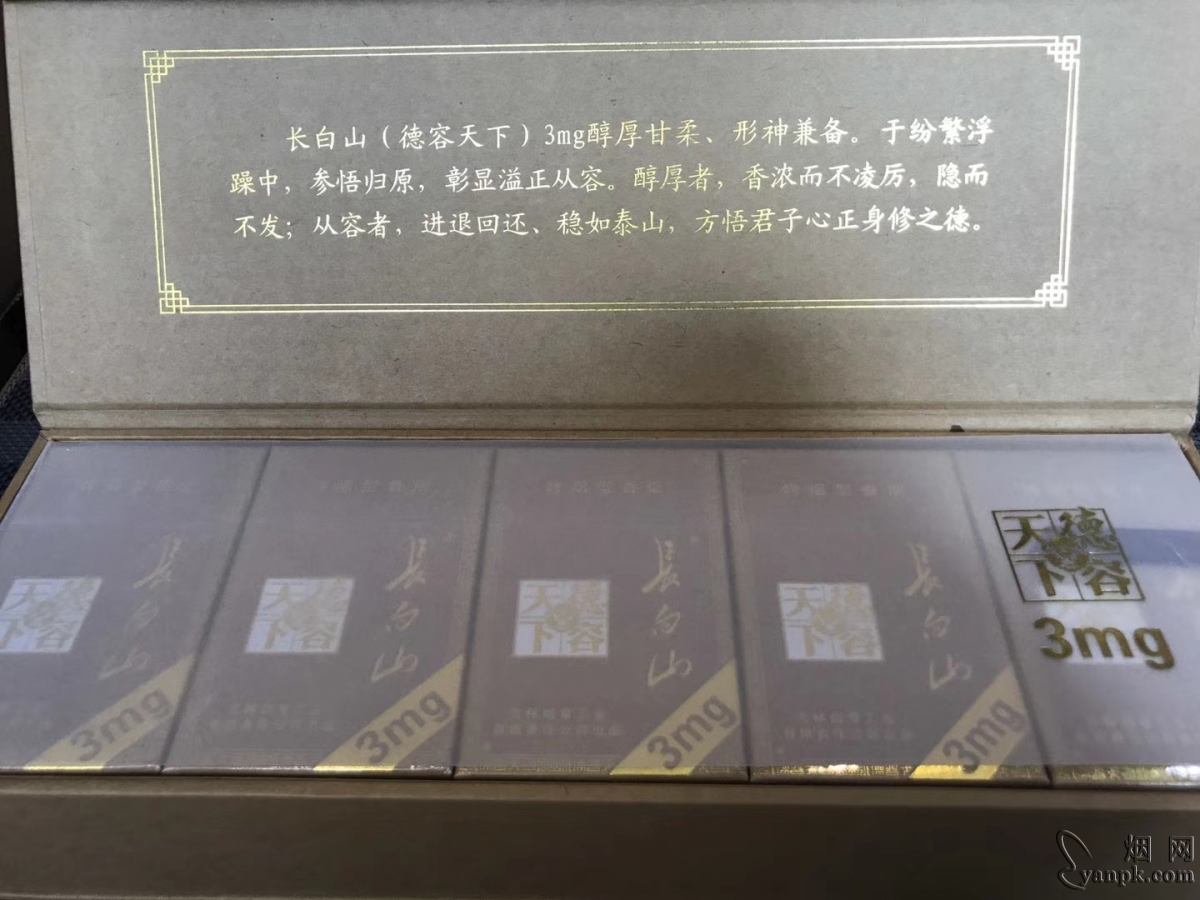 长白山（德容天下）3mg醇厚甘柔、形神兼备。于纷繁浮
躁中，参悟归原，彰显溢正从容。醇厚者，香浓而不凌厉，隐而
不发；从容者，进退回还、稳如泰山，方悟君子心正身修之德。
德容天下
长白山
3mg
德容天下
长白山
3mg
德容天下
长白山
3mg
德容天下
长白山
3mg
德容天下
3mg
烟网
yanpk.com